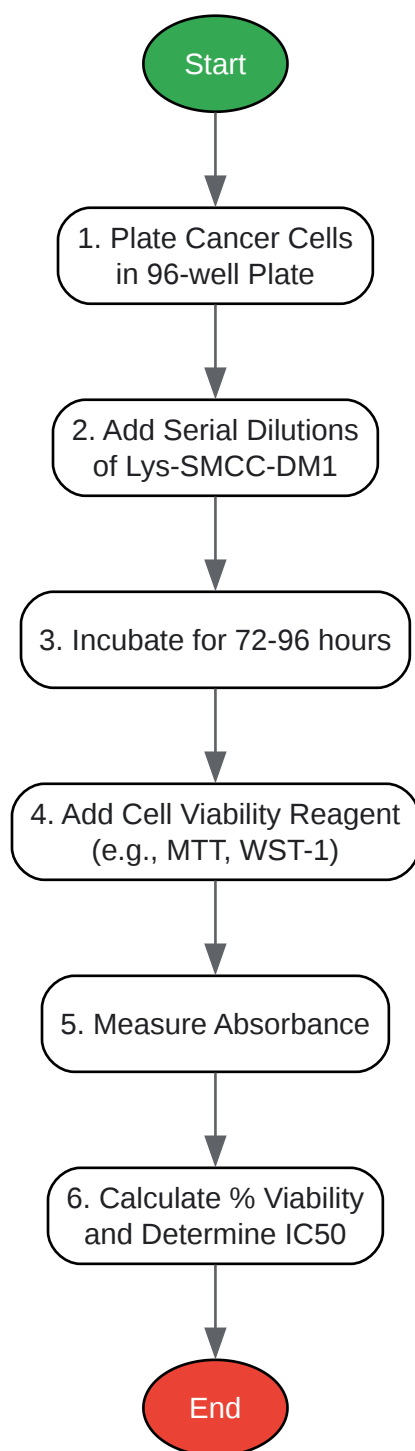 Start
1. Plate Cancer Cells
in 96-well Plate
2. Add Serial Dilutions
of Lys-SMCC-DM1
3. Incubate for 72-96 hours
4. Add Cell Viability Reagent
(e.g., MTT, WST-1)
5. Measure Absorbance
6. Calculate % Viability
and Determine IC50
End